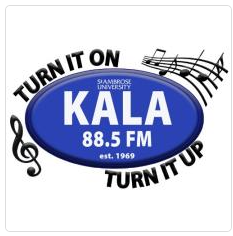 TURN IT ON
ST. AMBROSE
UNIVERSITY
KALA
88.5 FM
est. 1969
TURN IT UP